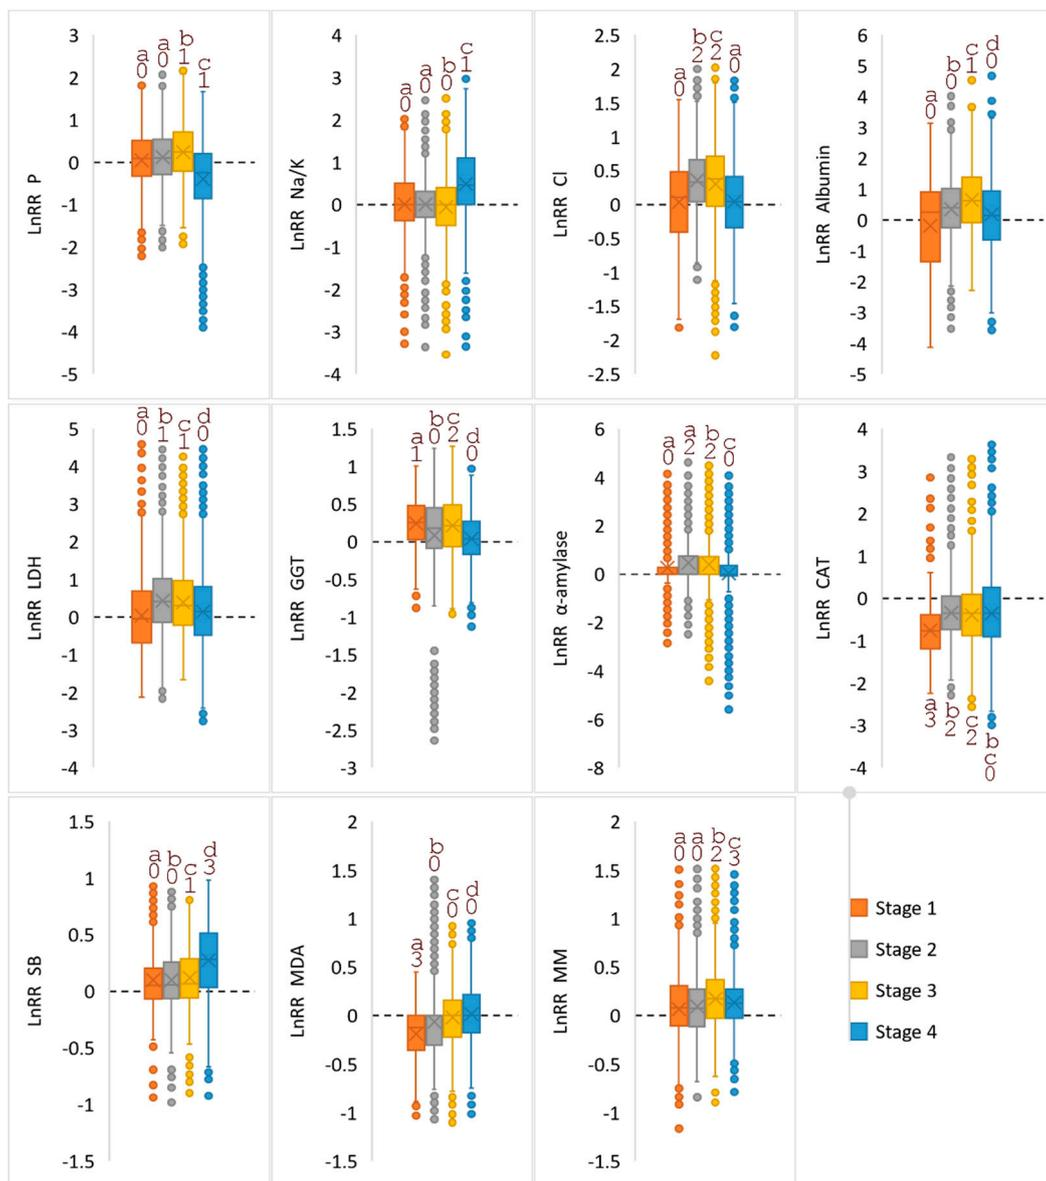 LnRR P
3
2
1
0
-1
-2
-3
-4
-5
a
0
a
0
b
1
c
1
LnRR Na/K
4
3
2
1
0
-1
-2
-3
-4
a
0
a
0
b
0
c
1
LnRR Cl
2.5
2
1.5
1
0.5
0
-0.5
-1
-1.5
-2
-2.5
a
0
b
2
c
2
a
0
LnRR Albumin
6
5
4
3
2
1
0
-1
-2
-3
-4
-5
a
0
b
0
c
1
d
0
LnRR LDH
5
4
3
2
1
0
-1
-2
-3
-4
a
0
b
1
c
1
d
0
LnRR GGT
1.5
1
0.5
0
-0.5
-1
-1.5
-2
-2.5
-3
a
1
b
0
c
2
d
0
LnRR α-amylase
6
4
2
0
-2
-4
-6
-8
a
0
a
2
b
2
c
0
LnRR CAT
4
3
2
1
0
-1
-2
-3
-4
a
3
b
2
c
2
b
c
0
LnRR SB
1.5
1
0.5
0
-0.5
-1
-1.5
a
0
b
0
c
1
d
3
LnRR MDA
2
1.5
1
0.5
0
-0.5
-1
-1.5
a
3
b
0
c
0
d
0
LnRR MM
2
1.5
1
0.5
0
-0.5
-1
-1.5
a
0
a
0
b
2
c
3
Stage 1
Stage 2
Stage 3
Stage 4